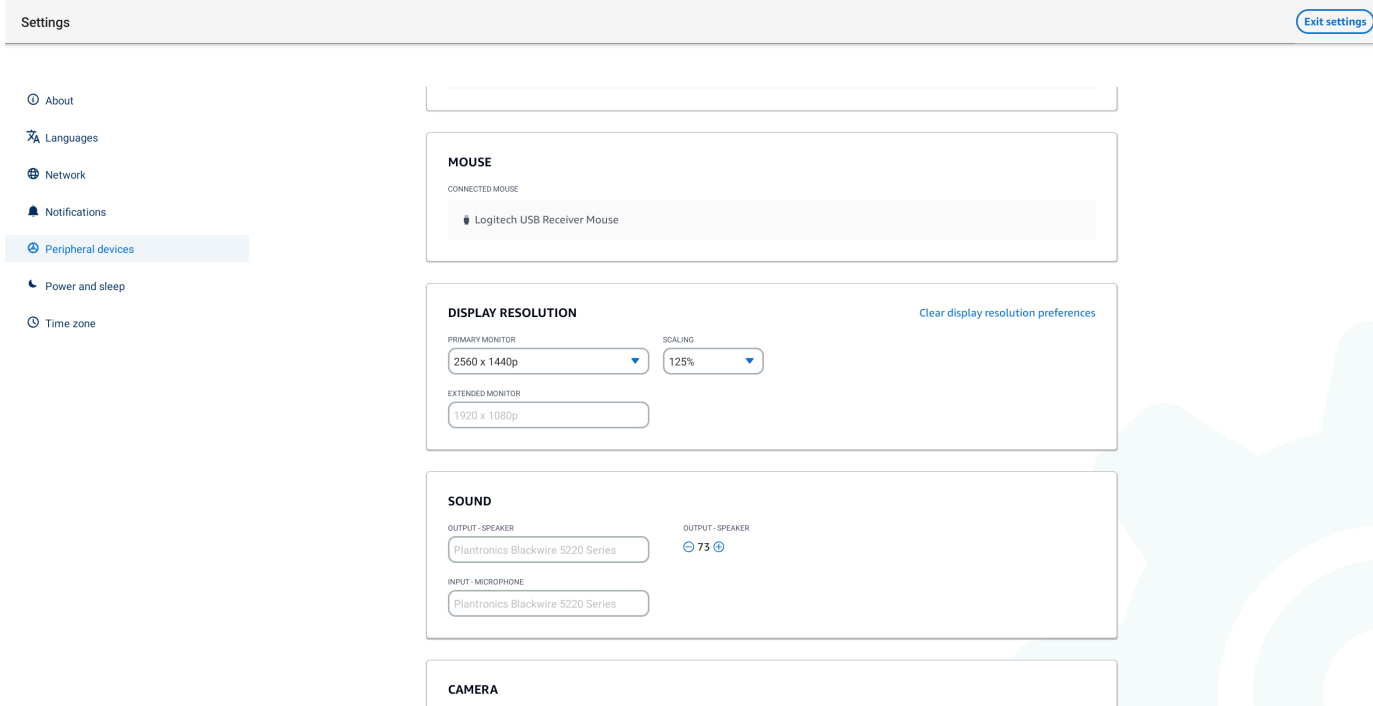 Settings
Exit settings
About
Languages
Network
Notifications
Peripheral devices
Power and sleep
Time zone
MOUSE
CONNECTED MOUSE
Logitech USB Receiver Mouse
DISPLAY RESOLUTION
Clear display resolution preferences
PRIMARY MONITOR
SCALING
2560 x 1440p
125%
EXTENDED MONITOR
1920 x 1080p
SOUND
OUTPUT - SPEAKER
OUTPUT - SPEAKER
Plantronics Blackwire 5220 Series
73
INPUT - MICROPHONE
Plantronics Blackwire 5220 Series
CAMERA